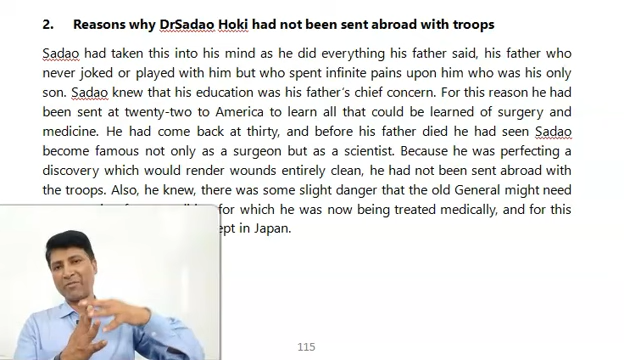 2. Reasons why DrSadao Hoki had not been sent abroad with troops
Sadao had taken this into his mind as he did everything his father said, his father who
never joked or played with him but who spent infinite pains upon him who was his only
son. Sadao knew that his education was his father's chief concern. For this reason he had
been sent at twenty-two to America to learn all that could be learned of surgery and
medicine. He had come back at thirty, and before his father died he had seen Sadao
become famous not only as a surgeon but as a scientist. Because he was perfecting a
discovery which would render wounds entirely clean, he had not been sent abroad with
the troops. Also, he knew, there was some slight danger that the old General might need
for which he was now being treated medically, and for this
in Japan.
115